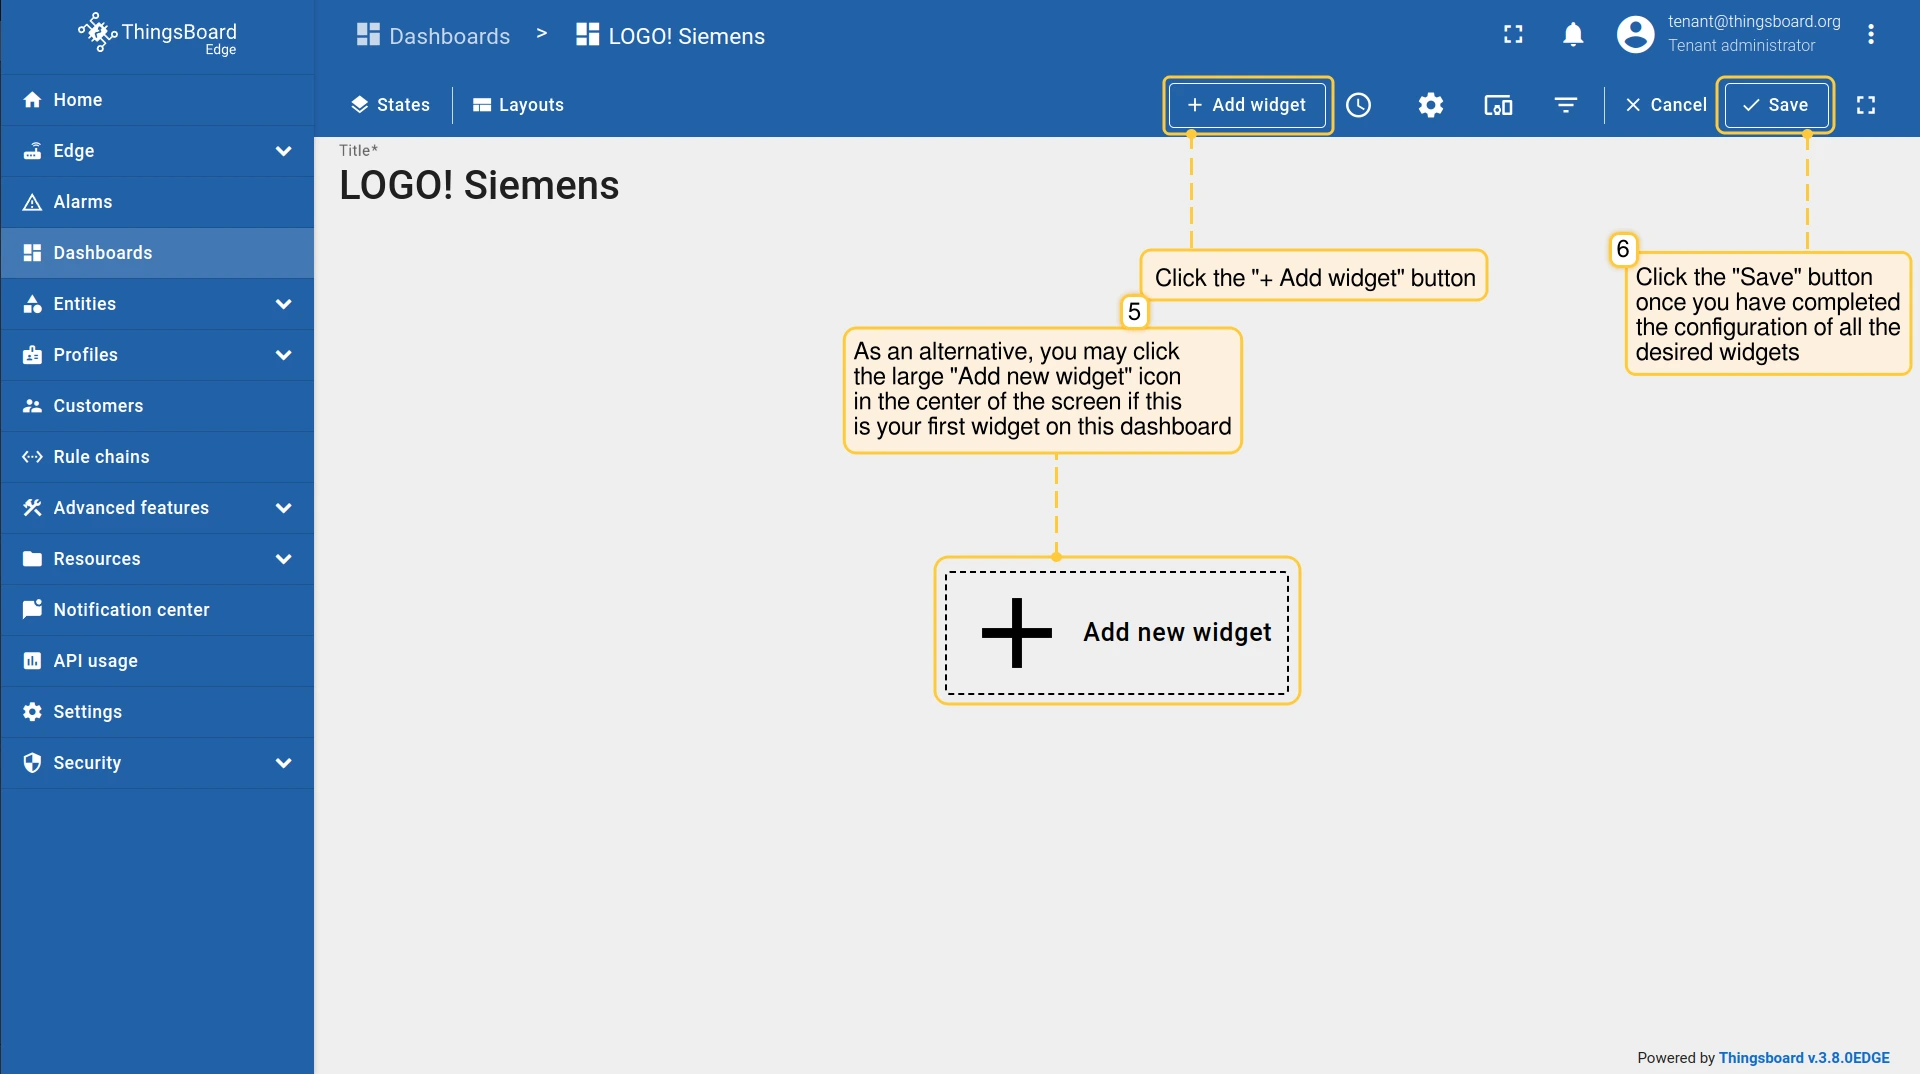 ThingsBoard
Edge
Dashboards > LOGO! Siemens
tenant@thingsboard.org
Tenant administrator
Home
Edge
Alarms
Dashboards
Entities
Profiles
Customers
Rule chains
Advanced features
Resources
Notification center
API usage
Settings
Security
States
Layouts
+ Add widget
Cancel
Save
Title*
LOGO! Siemens
Click the "+ Add widget" button
5
As an alternative, you may click
the large "Add new widget" icon
in the center of the screen if this
is your first widget on this dashboard
6
Click the "Save" button
once you have completed
the configuration of all the
desired widgets
Add new widget
Powered by Thingsboard v.3.8.0EDGE